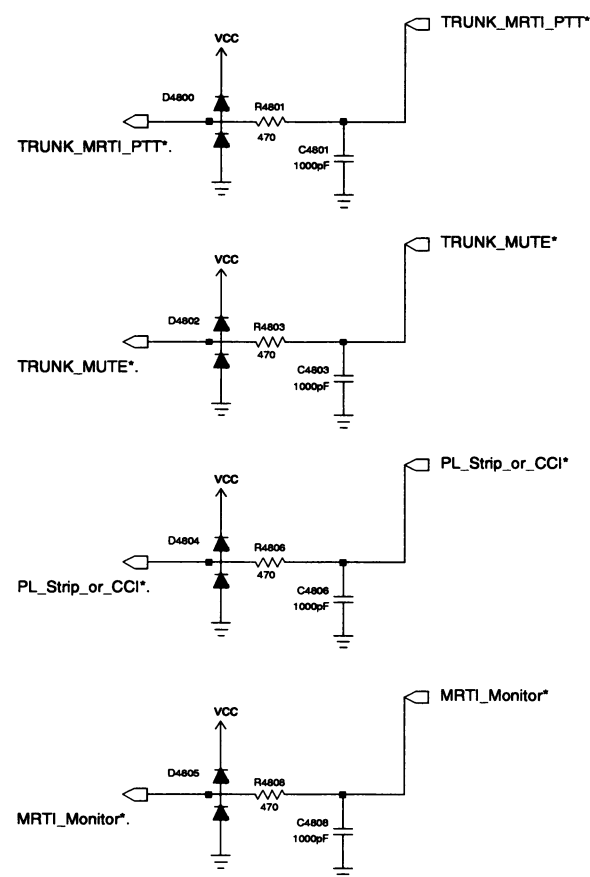 TRUNK_MRTI_PTT*
VCC
D4800
R4801
470
TRUNK_MRTI_PTT*.
C4801
1000pF
TRUNK_MUTE*
VCC
D4802
R4803
470
TRUNK_MUTE*.
C4803
1000pF
PL_Strip_or_CCI*
VCC
D4804
R4806
470
PL_Strip_or_CCI*.
C4806
1000pF
MRTI_Monitor*
VCC
D4805
R4808
470
MRTI_Monitor*.
C4808
1000pF